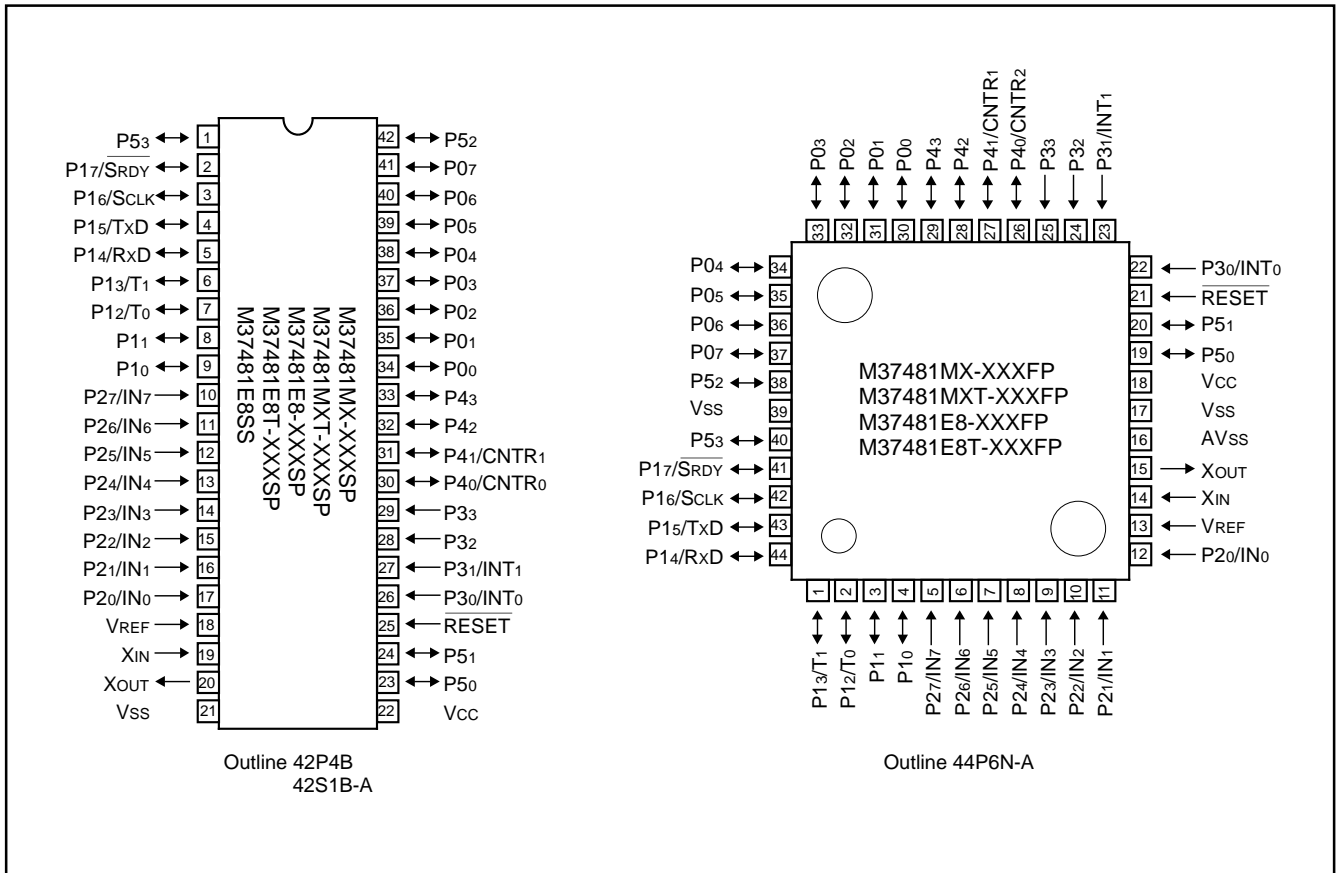 P53
P17/SRDY
P16/SCLK
P15/TxD
P14/RxD
P13/T1
P12/T0
P11
P10
P27/IN7
P26/IN6
P25/IN5
P24/IN4
P23/IN3
P22/IN2
P21/IN1
P20/IN0
VREF
XIN
XOUT
VSS
1
2
3
4
5
6
7
8
9
10
11
12
13
14
15
16
17
18
19
20
21
M37481MX-XXXSP
M37481MXT-XXXSP
M37481E8-XXXSP
M37481E8T-XXXSP
M37481E8SS
42
41
40
39
38
37
36
35
34
33
32
31
30
29
28
27
26
25
24
23
22
P52
P07
P06
P05
P04
P03
P02
P01
P00
P43
P42
P41/CNTR1
P40/CNTR0
P33
P32
P31/INT1
P30/INT0
RESET
P51
P50
VCC
Outline 42P4B
42S1B-A
P03
P02
P01
P00
P43
P42
P41/CNTR1
P40/CNTR2
P33
P32
P31/INT1
33
32
31
30
29
28
27
26
25
24
23
P04
P05
P06
P07
P52
VSS
P53
P17/SRDY
P16/SCLK
P15/TxD
P14/RxD
34
35
36
37
38
39
40
41
42
43
44
M37481MX-XXXFP
M37481MXT-XXXFP
M37481E8-XXXFP
M37481E8T-XXXFP
22
21
20
19
18
17
16
15
14
13
12
P30/INT0
RESET
P51
P50
VCC
VSS
AVSS
XOUT
XIN
VREF
P20/IN0
1
2
3
4
5
6
7
8
9
10
11
P13/T1
P12/T0
P11
P10
P27/IN7
P26/IN6
P25/IN5
P24/IN4
P23/IN3
P22/IN2
P21/IN1
Outline 44P6N-A